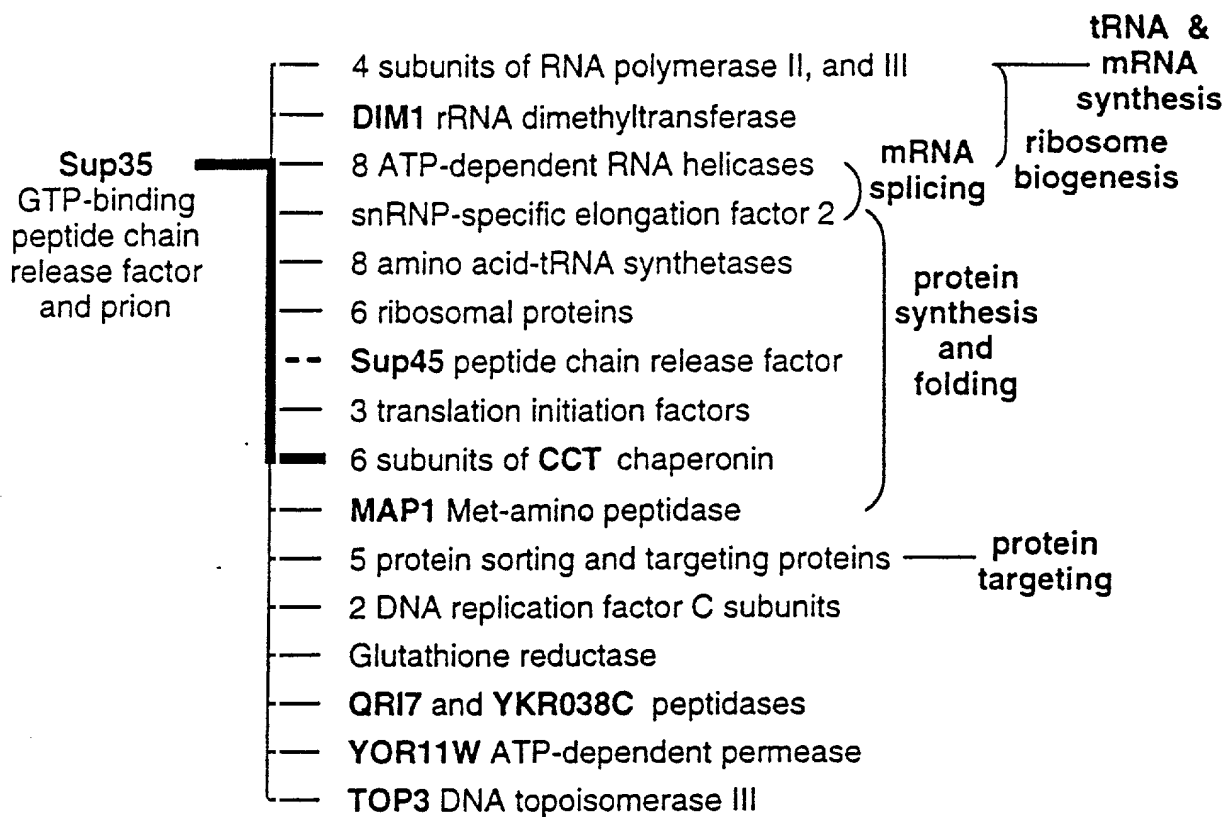 Sup35
GTP-binding
peptide chain
release factor
and prion
4 subunits of RNA polymerase II, and III
DIM1 rRNA dimethyltransferase
8 ATP-dependent RNA helicases
snRNP-specific elongation factor 2
8 amino acid-tRNA synthetases
6 ribosomal proteins
Sup45 peptide chain release factor
3 translation initiation factors
6 subunits of CCT chaperonin
MAP1 Met-amino peptidase
5 protein sorting and targeting proteins
2 DNA replication factor C subunits
Glutathione reductase
QRI7 and YKR038C peptidases
YOR11W ATP-dependent permease
TOP3 DNA topoisomerase III
tRNA &
mRNA
synthesis
mRNA
splicing
ribosome
biogenesis
protein
synthesis
and
folding
protein
targeting